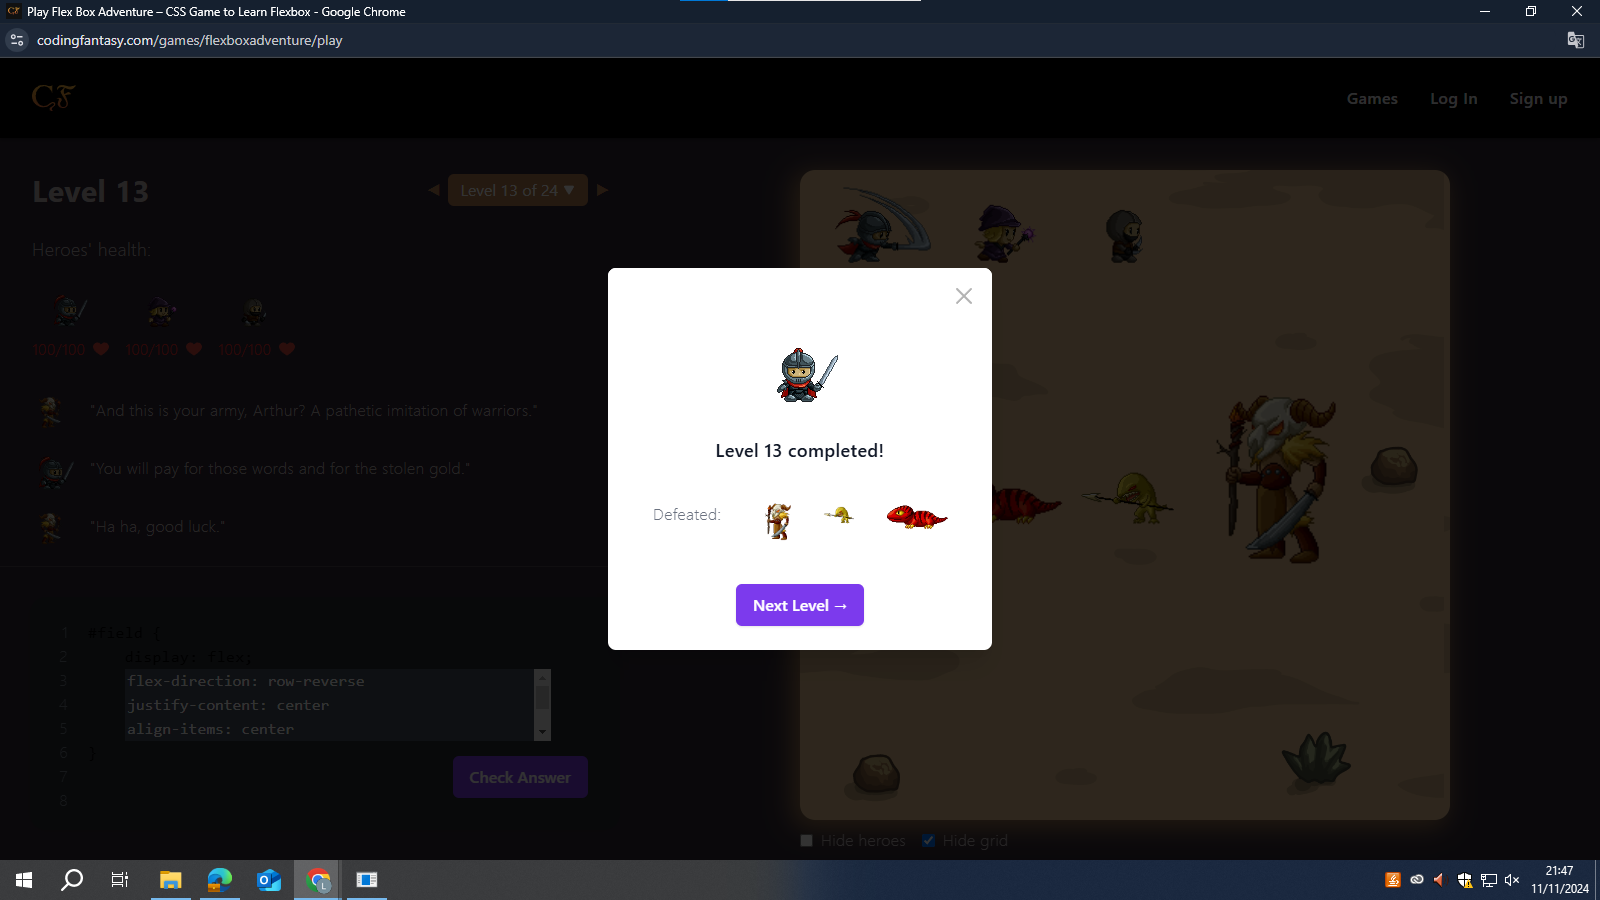 Play Flex Box Adventure – CSS Game to Learn Flexbox - Google Chrome
codingfantasy.com/games/flexboxadventure/play
CF
Games
Log In
Sign up
Level 13
Level 13 of 24 ▼
Heroes' health:
100/100
100/100
100/100
"And this is your army, Arthur? A pathetic imitation of warriors."
"You will pay for those words and for the stolen gold."
"Ha ha, good luck."
Level 13 completed!
Defeated:
Next Level →
1 #field {
2 display: flex;
3 flex-direction: row-reverse
4 justify-content: center
5 align-items: center
6 }
7
8
Check Answer
Hide heroes
Hide grid
21:47
11/11/2024